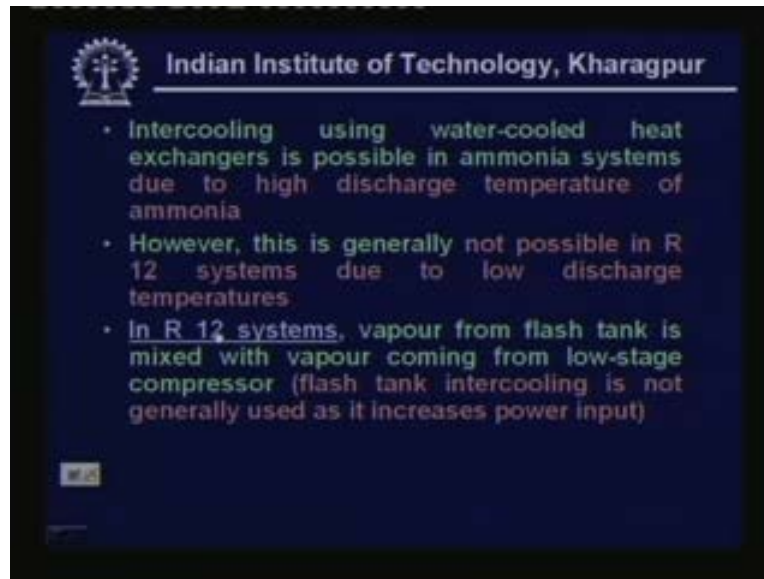 Indian Institute of Technology, Kharagpur
• Intercooling using water-cooled heat
exchangers is possible in ammonia systems
due to high discharge temperature of
ammonia
• However, this is generally not possible in R
12 systems due to low discharge
temperatures
• In R 12 systems, vapour from flash tank is
mixed with vapour coming from low-stage
compressor (flash tank intercooling is not
generally used as it increases power input)